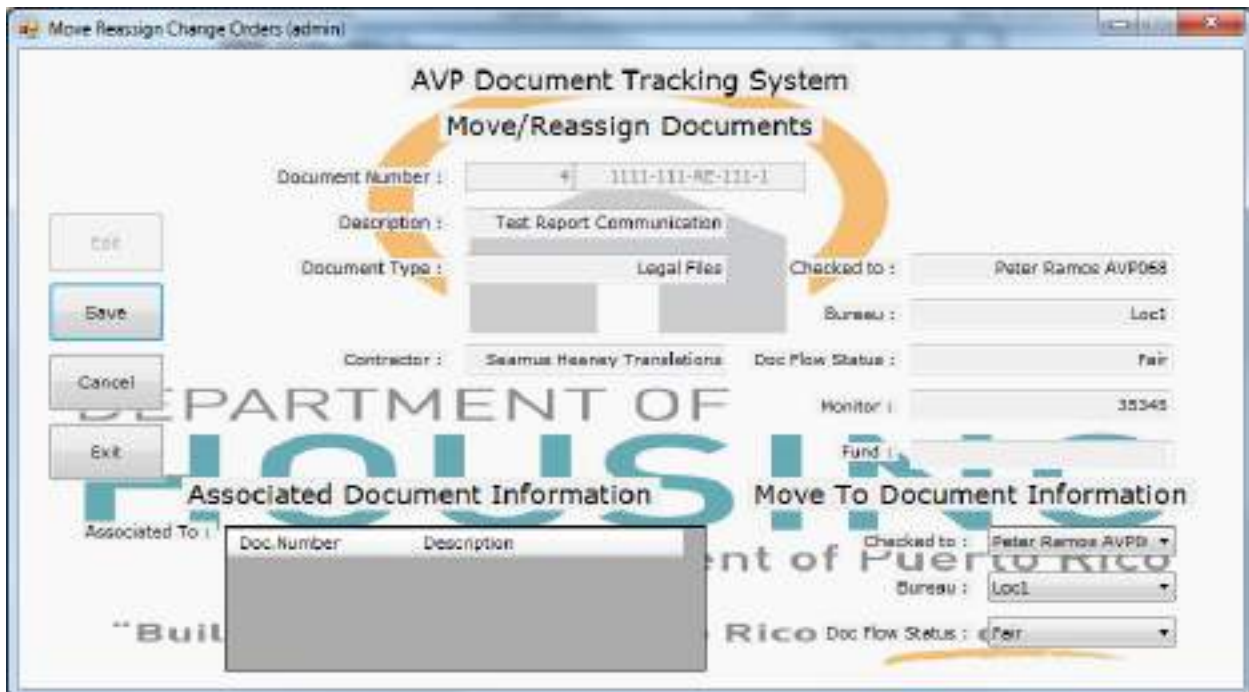 Move Reassign Change Orders (admin)
AVP Document Tracking System
Move/Reassign Documents
Document Number : 4 1111-111-RE-111-1
Description : Test Report Communication
Edit
Document Type : Legal Files
Checked to : Peter Ramos AVP068
Save
Bureau : Loc1
Contractor : Seamus Heaney Translations
Doc Flow Status : Fair
Cancel
DEPARTMENT OF
Monitor : 35345
Exit
HOUSING
Fund :
Associated Document Information
Move To Document Information
Associated To :
Doc.Number Description
Checked to : Peter Ramos AVP0
ent of Puerto Rico
Bureau : Loc1
"Buil
Rico
Doc Flow Status : Fair